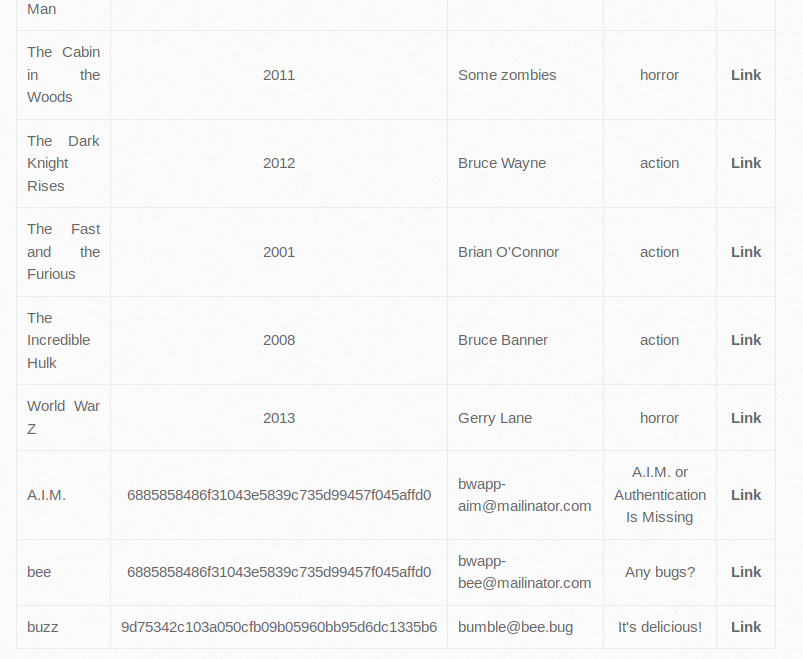 Man
The Cabin
in the
Woods
2011
Some zombies
horror
Link
The Dark
Knight
Rises
2012
Bruce Wayne
action
Link
The Fast
and the
Furious
2001
Brian O'Connor
action
Link
The
Incredible
Hulk
2008
Bruce Banner
action
Link
World War
Z
2013
Gerry Lane
horror
Link
A.I.M.
6885858486f31043e5839c735d99457f045affd0
bwapp-
aim@mailinator.com
A.I.M. or
Authentication
Is Missing
Link
bee
6885858486f31043e5839c735d99457f045affd0
bwapp-
bee@mailinator.com
Any bugs?
Link
buzz
9d75342c103a050cfb09b05960bb95d6dc1335b6
bumble@bee.bug
It's delicious!
Link